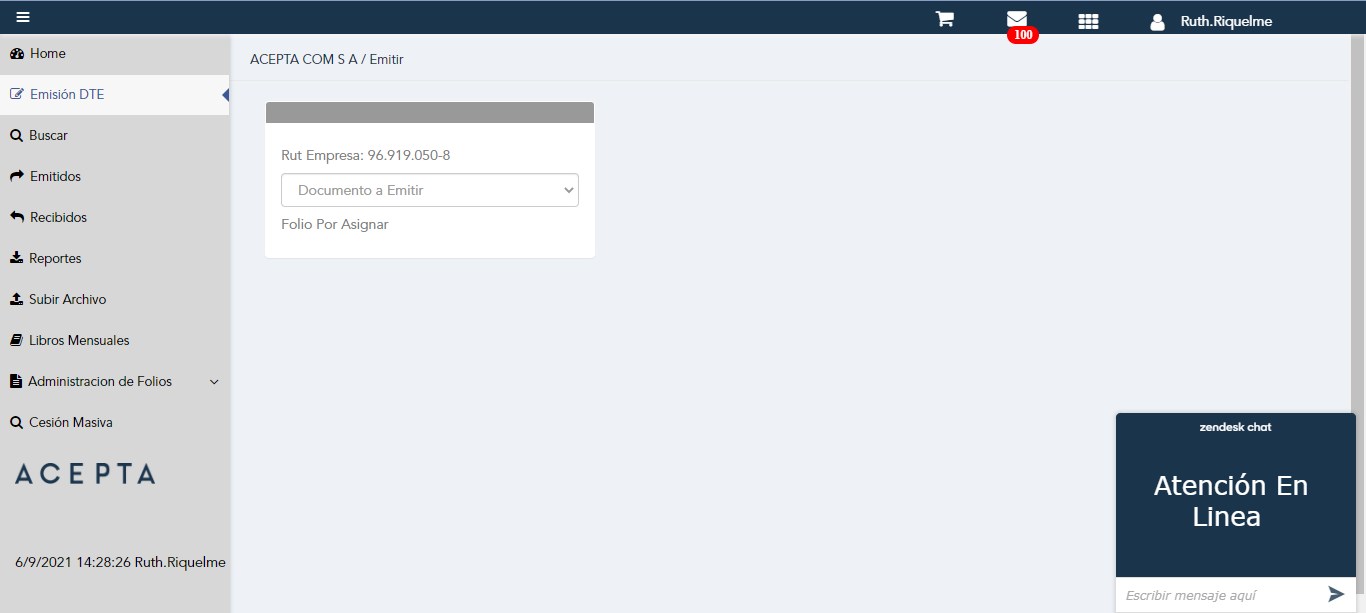 100
Ruth.Riquelme
Home
Emisión DTE
Buscar
Emitidos
Recibidos
Reportes
Subir Archivo
Libros Mensuales
Administracion de Folios
Cesión Masiva
ACEPTA
6/9/2021 14:28:26 Ruth.Riquelme
ACEPTA COM S A / Emitir
Rut Empresa: 96.919.050-8
Documento a Emitir
Folio Por Asignar
zendesk chat
Atención En
Linea
Escribir mensaje aquí